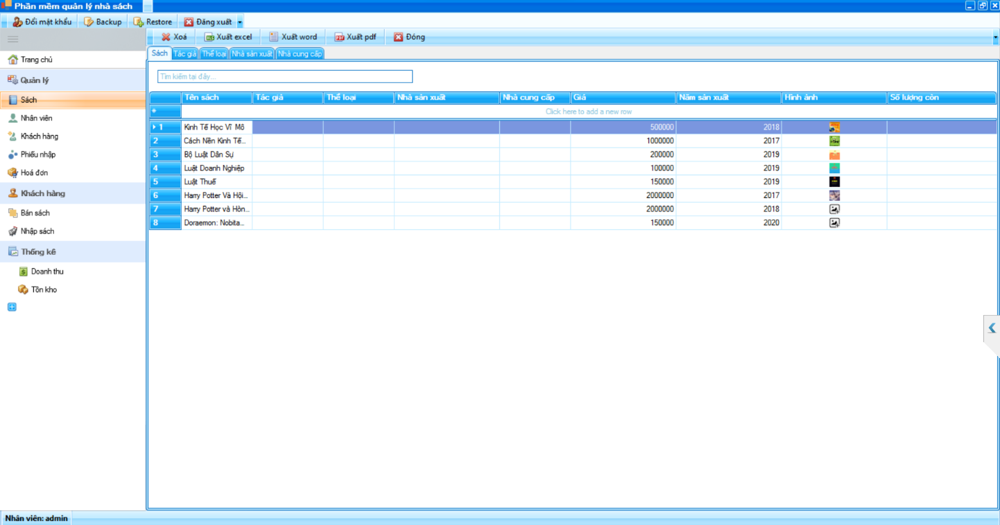 Phần mềm quản lý nhà sách
Đổi mật khẩu Backup Restore Đăng xuất
Xoá Xuất excel Xuất word Xuất pdf Đóng
Sách Tác giả Thể loại Nhà sản xuất Nhà cung cấp
Trang chủ
Quản lý
Sách
Nhân viên
Khách hàng
Phiếu nhập
Hoá đơn
Khách hàng
Bán sách
Nhập sách
Thống kê
Doanh thu
Tồn kho
Tìm kiếm tại đây...
Tên sách Tác giả Thể loại Nhà sản xuất Nhà cung cấp Giá Năm sản xuất Hình ảnh Số lượng còn
Click here to add a new row
1 Kinh Tế Học Vĩ Mô 500000 2018
2 Cách Nền Kinh Tế... 1000000 2017
3 Bộ Luật Dân Sự 200000 2019
4 Luật Doanh Nghiệp 100000 2019
5 Luật Thuế 150000 2019
6 Harry Potter Và Hội... 2000000 2017
7 Harry Potter và Hòn... 2000000 2018
8 Doraemon: Nobita... 150000 2020
Nhân viên: admin